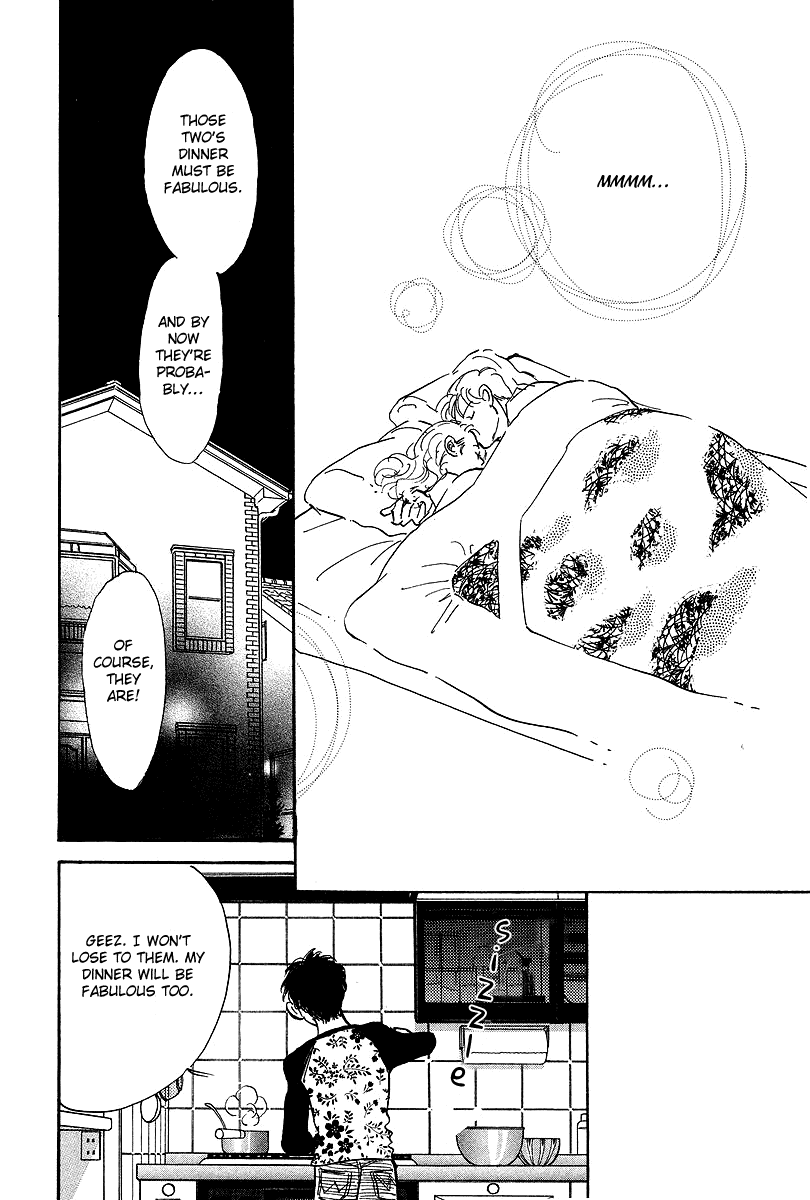 MMMM...
THOSE
TWO'S
DINNER
MUST BE
FABULOUS.
AND BY
NOW
THEY'RE
PROBA-
BLY...
OF
COURSE,
THEY
ARE!
GEEZ. I WON'T
LOSE TO THEM. MY
DINNER WILL BE
FABULOUS TOO.
Sizzle